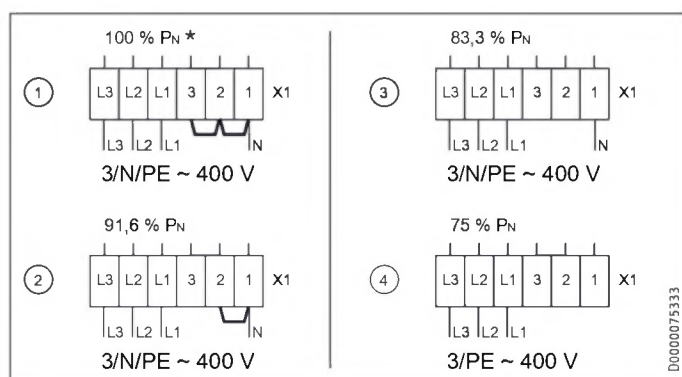 100 % PN *
1
L3 L2 L1 3 2 1 X1
L3 L2 L1 N
3/N/PE ~ 400 V
91,6 % PN
2
L3 L2 L1 3 2 1 X1
L3 L2 L1 N
3/N/PE ~ 400 V
83,3 % PN
3
L3 L2 L1 3 2 1 X1
L3 L2 L1 N
3/N/PE ~ 400 V
75 % PN
4
L3 L2 L1 3 2 1 X1
L3 L2 L1
3/PE ~ 400 V
D0000075333